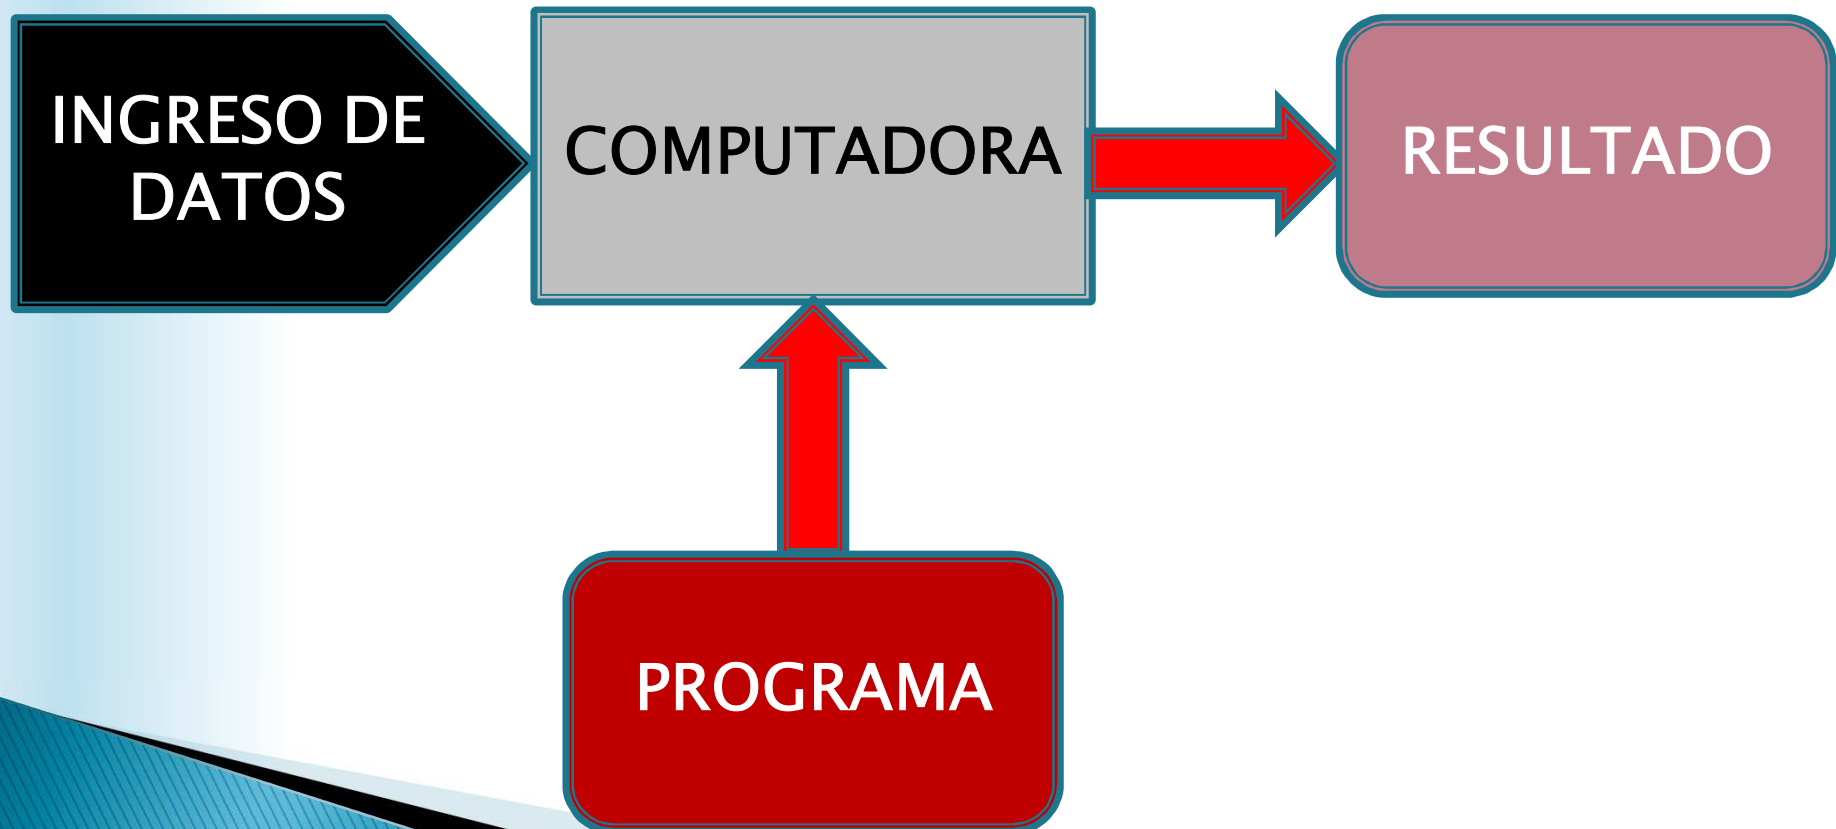 INGRESO DE
DATOS
COMPUTADORA
RESULTADO
PROGRAMA